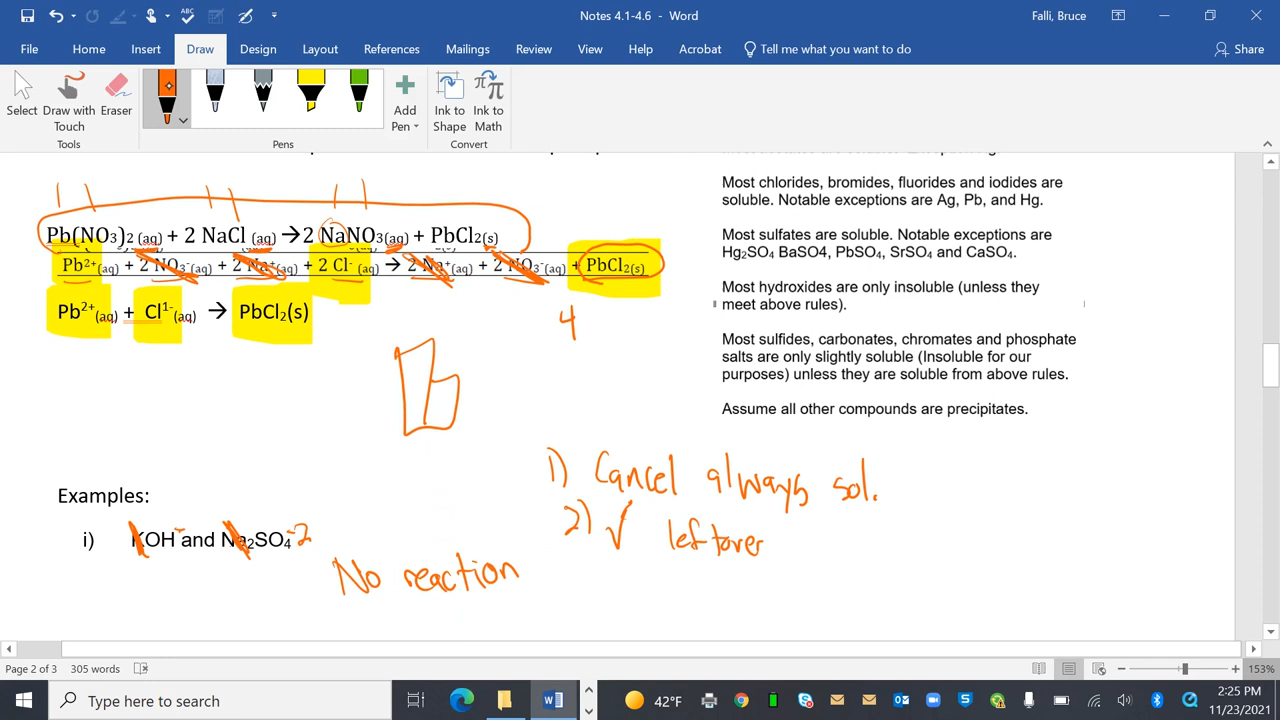 Notes 4.1-4.6 - Word
Falli, Bruce
File Home Insert Draw Design Layout References Mailings Review View Help Acrobat Tell me what you want to do Share
Select
Draw with Touch
Eraser
Add Pen
Ink to Shape
Ink to Math
Tools
Pens
Convert
Most chlorides, bromides, fluorides and iodides are
soluble. Notable exceptions are Ag, Pb, and Hg.
Most sulfates are soluble. Notable exceptions are
Hg₂SO4 BaSO4, PbSO₄, SrSO₄ and CaSO₄.
Most hydroxides are only insoluble (unless they
meet above rules).
Most sulfides, carbonates, chromates and phosphate
salts are only slightly soluble (Insoluble for our
purposes) unless they are soluble from above rules.
Assume all other compounds are precipitates.
Pb(NO₃)₂ (aq) + 2 NaCl (aq) → 2 NaNO₃(aq) + PbCl₂(s)
Pb²⁺(aq) + 2 NO₃⁻(aq) + 2 Na⁺(aq) + 2 Cl⁻ (aq) → 2 Na⁺(aq) + 2 NO₃⁻(aq) + PbCl₂(s)
Pb²⁺(aq) + Cl¹⁻(aq) → PbCl₂(s)
4
Examples:
i) KOH⁻ and Na₂SO₄⁻²
No reaction
1) Cancel always sol.
2) √ leftover
Page 2 of 3 305 words
153%
Type here to search
42°F
2:25 PM
11/23/2021